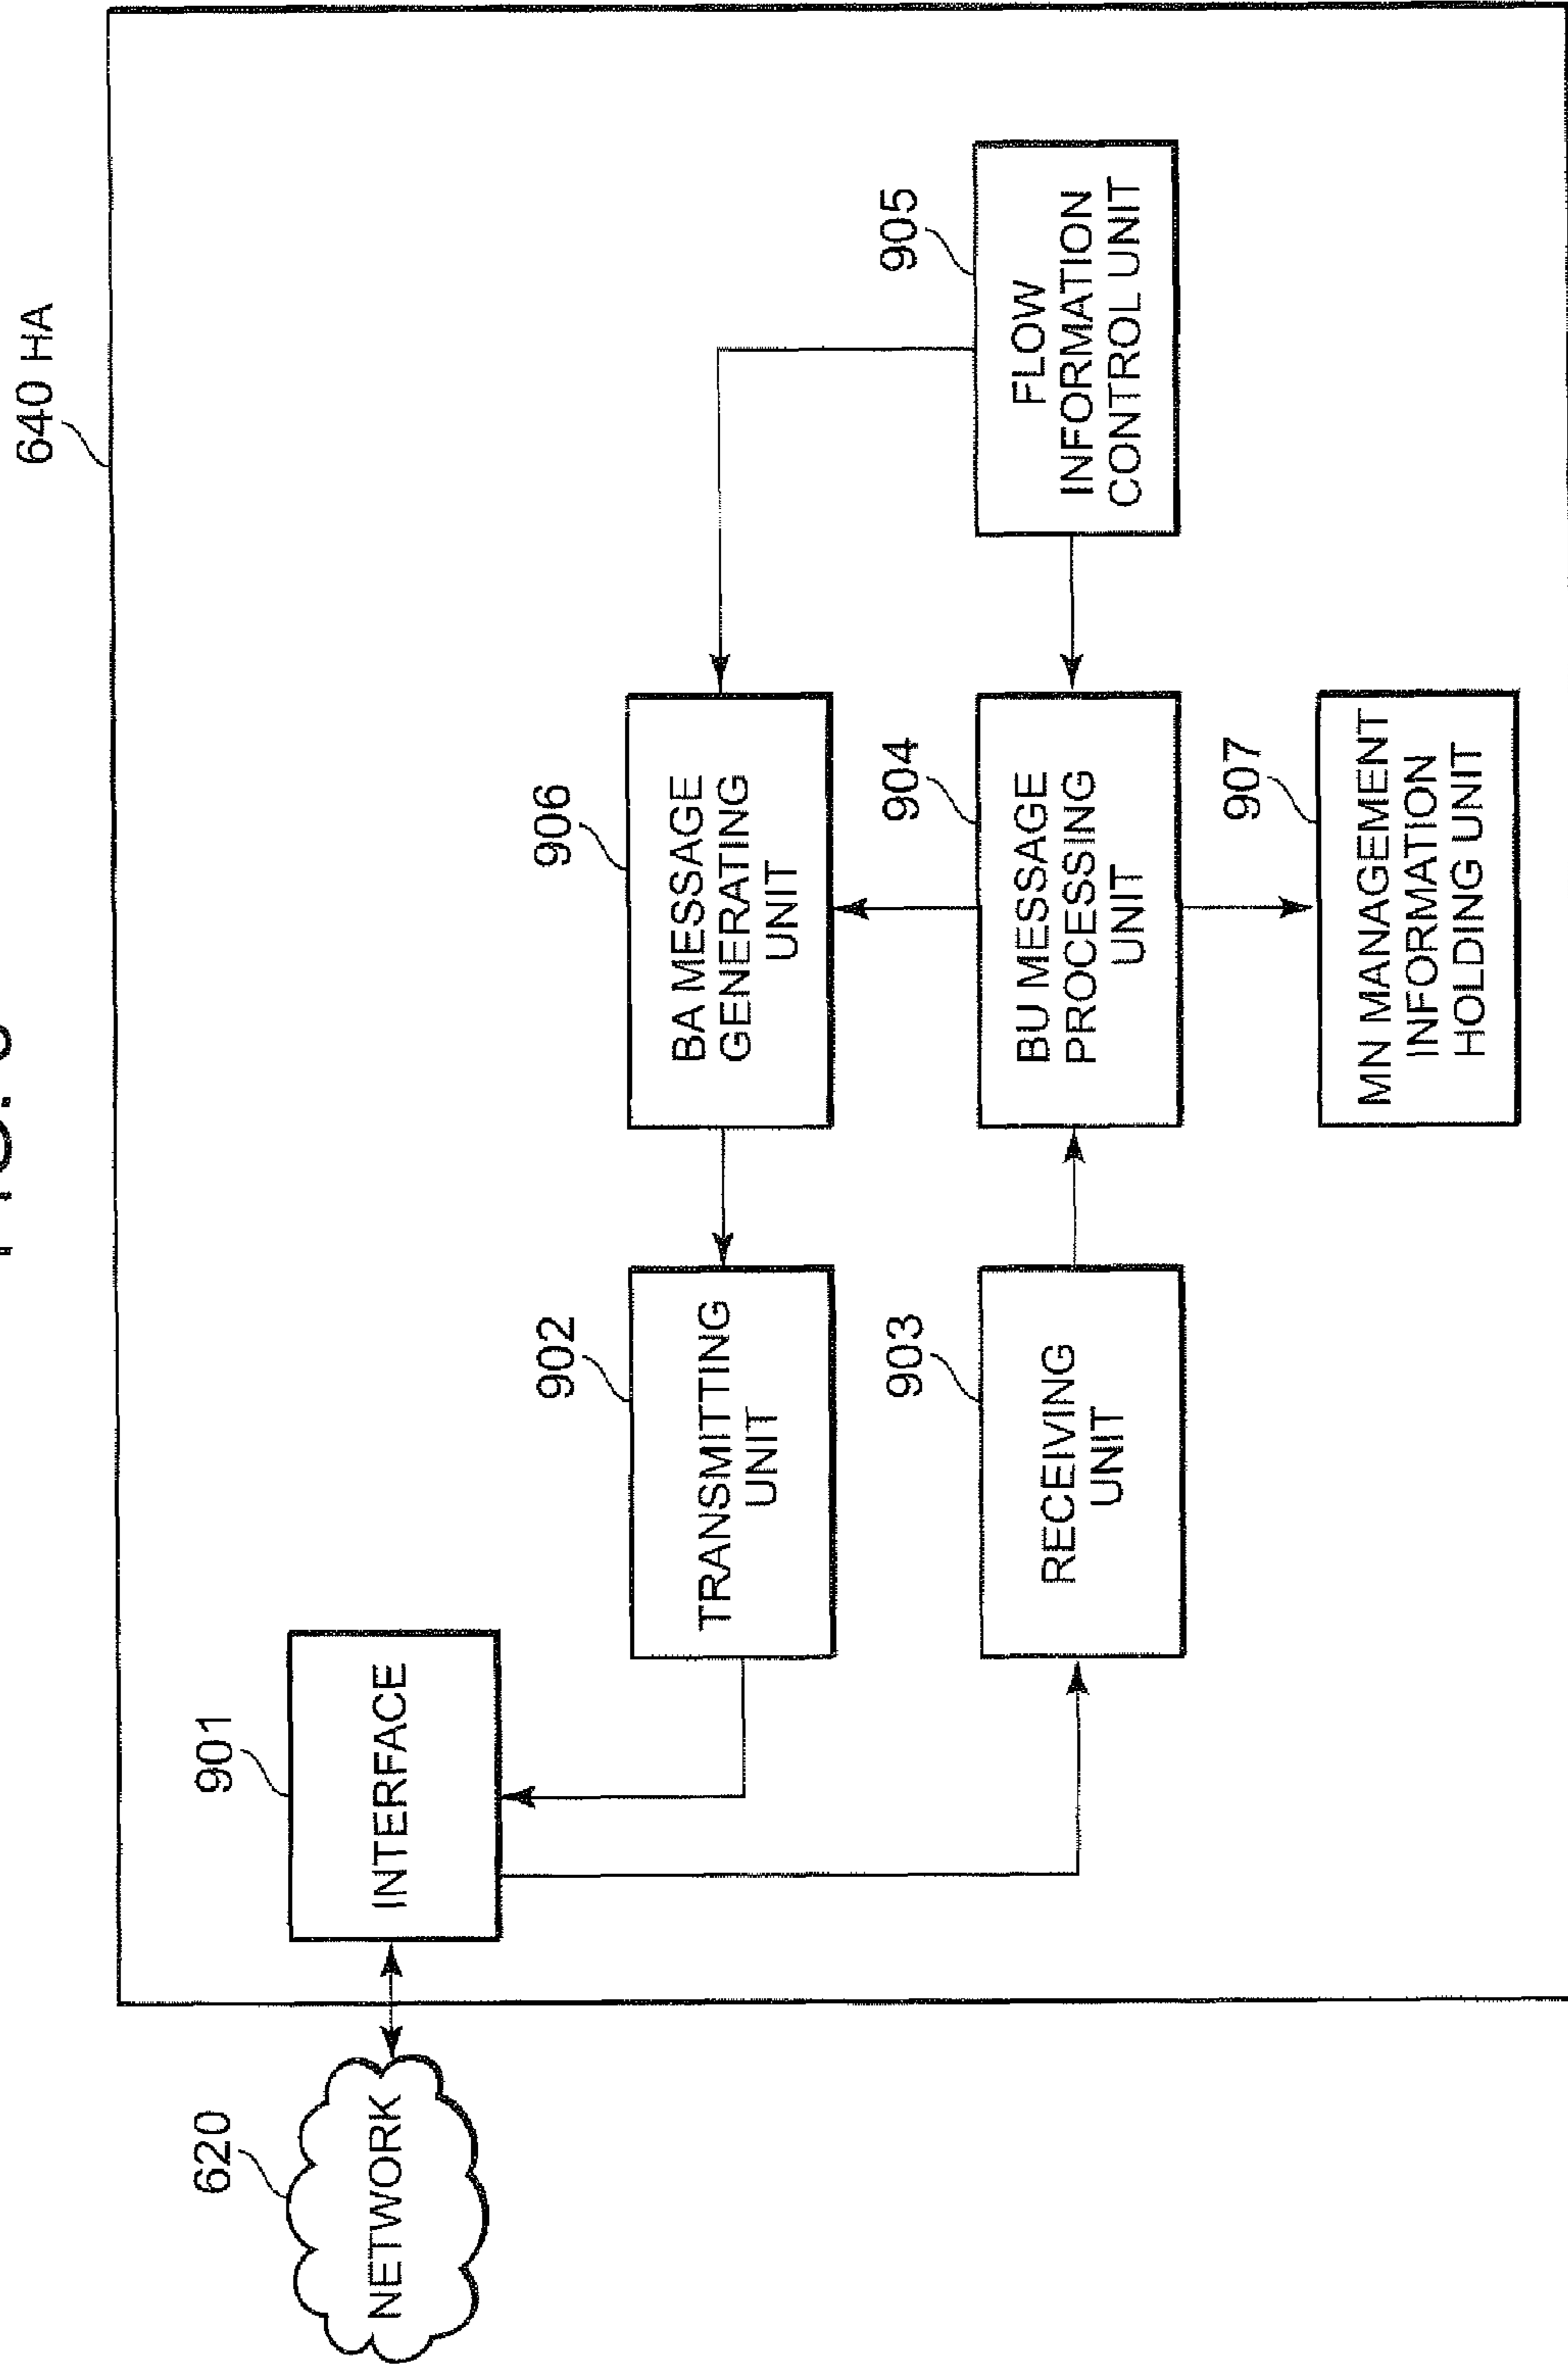 640 HA
620
NETWORK
901
INTERFACE
902
TRANSMITTING
UNIT
906
BA MESSAGE
GENERATING
UNIT
903
RECEIVING
UNIT
904
BU MESSAGE
PROCESSING
UNIT
905
FLOW
INFORMATION
CONTROL UNIT
907
MN MANAGEMENT
INFORMATION
HOLDING UNIT